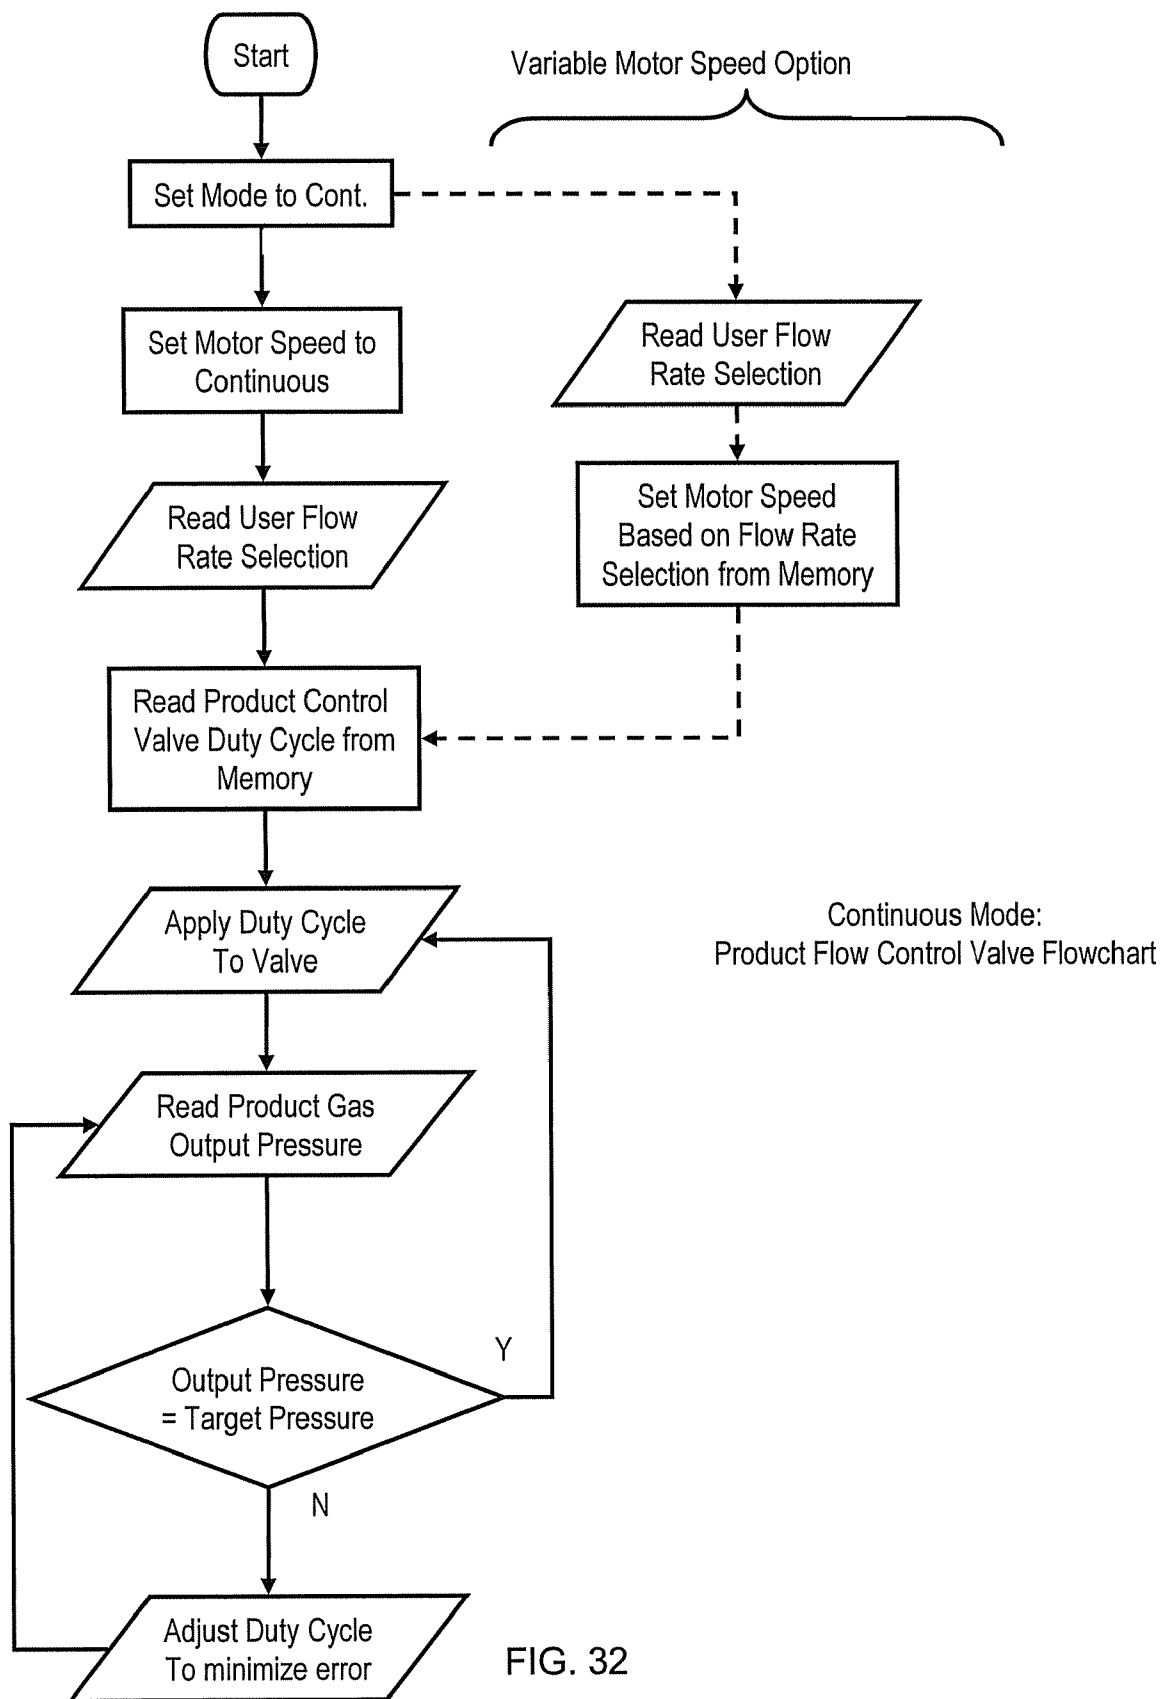 Start
Variable Motor Speed Option
Set Mode to Cont.
Set Motor Speed to
Continuous
Read User Flow
Rate Selection
Read User Flow
Rate Selection
Set Motor Speed
Based on Flow Rate
Selection from Memory
Read Product Control
Valve Duty Cycle from
Memory
Apply Duty Cycle
To Valve
Continuous Mode:
Product Flow Control Valve Flowchart
Read Product Gas
Output Pressure
Output Pressure
= Target Pressure
Y
N
Adjust Duty Cycle
To minimize error
FIG. 32